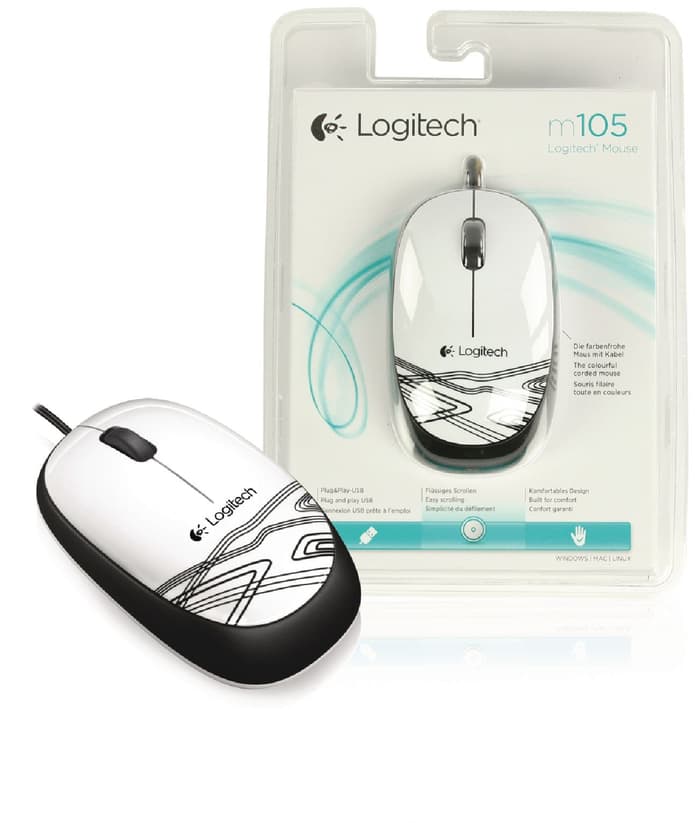 Logitech
m105
Logitech® Mouse
Logitech
Die farbenfrohe
Maus mit Kabel
The colourful
corded mouse
Souris filaire
toute en couleurs
Plug&Play-USB
Plug and play USB
connexion USB prête à l'emploi
Flüssiges Scrollen
Easy scrolling
Simplicité du défilement
Komfortables Design
Built for comfort
Confort garanti
WINDOWS | MAC | LINUX
Logitech